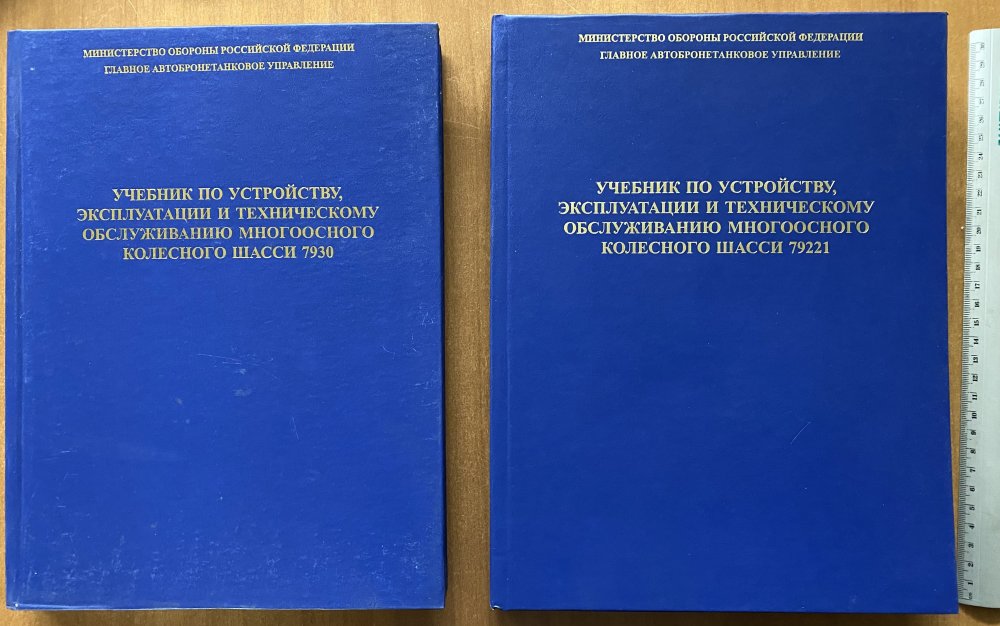 МИНИСТЕРСТВО ОБОРОНЫ РОССИЙСКОЙ ФЕДЕРАЦИИ
ГЛАВНОЕ АВТОБРОНЕТАНКОВОЕ УПРАВЛЕНИЕ
УЧЕБНИК ПО УСТРОЙСТВУ,
ЭКСПЛУАТАЦИИ И ТЕХНИЧЕСКОМУ
ОБСЛУЖИВАНИЮ МНОГООСНОГО
КОЛЕСНОГО ШАССИ 7930
МИНИСТЕРСТВО ОБОРОНЫ РОССИЙСКОЙ ФЕДЕРАЦИИ
ГЛАВНОЕ АВТОБРОНЕТАНКОВОЕ УПРАВЛЕНИЕ
УЧЕБНИК ПО УСТРОЙСТВУ,
ЭКСПЛУАТАЦИИ И ТЕХНИЧЕСКОМУ
ОБСЛУЖИВАНИЮ МНОГООСНОГО
КОЛЕСНОГО ШАССИ 79221